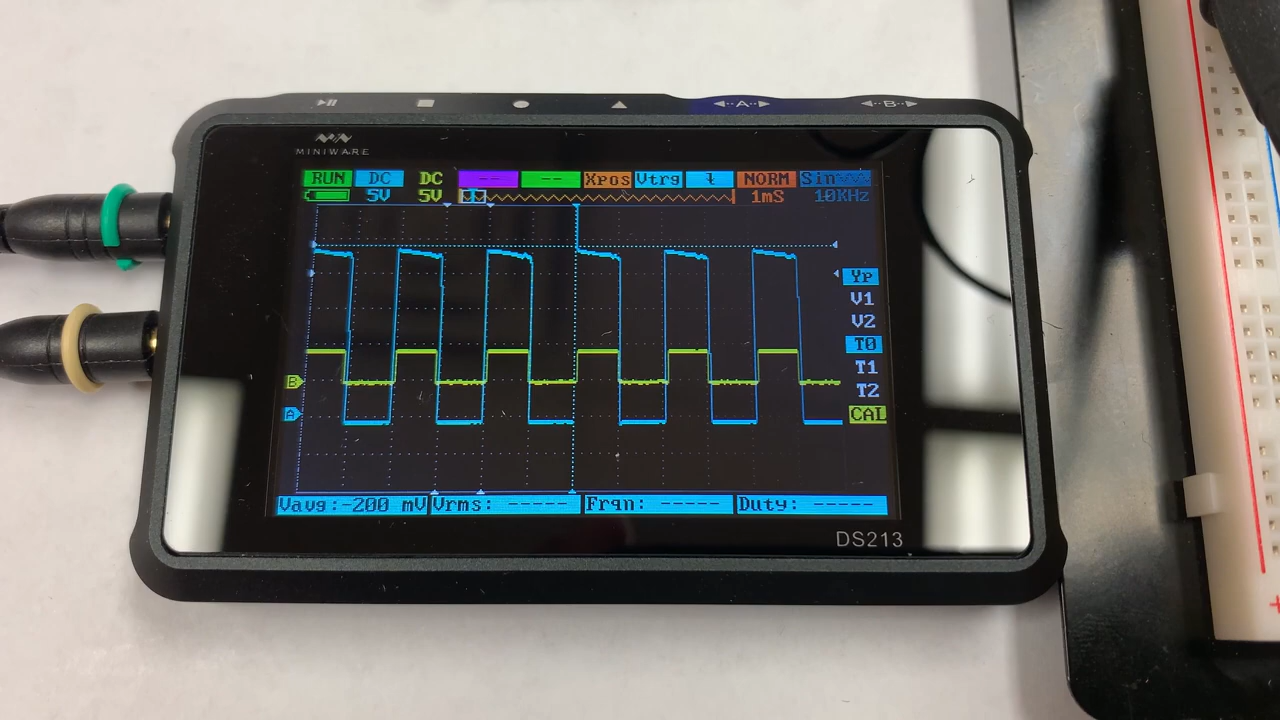 A B
MINIWARE
RUN DC DC Xpos Vtrg NORM Sin
5V 5V 1mS 10KHz
Yp
V1
V2
T0
T1
T2
CAL
B
A
Vavg:-200 mV Vrms: ----- Frqn: ----- Duty: -----
DS213
+